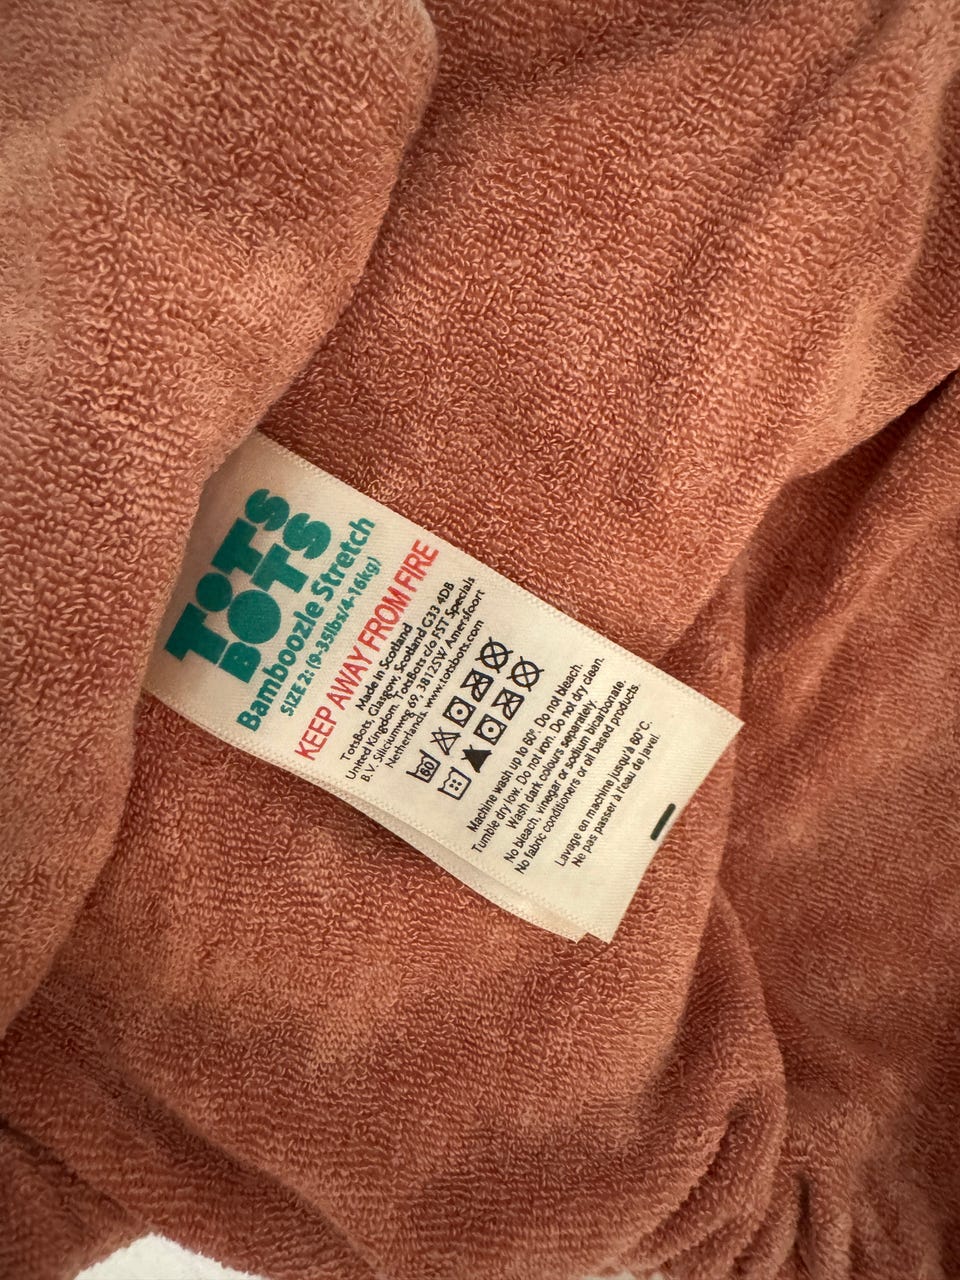 TOTS
BOTS
Bamboozle Stretch
SIZE 2: (9-35lbs/4-16kg)
KEEP AWAY FROM FIRE
Made in Scotland
TotsBots, Glasgow, Scotland G33 4DB
United Kingdom. TotsBots c/o FST Specials
B.V. Siliciumweg 69, 3812SW Amersfoort
Netherlands. www.totsbots.com
60
Machine wash up to 60°. Do not bleach.
Tumble dry low. Do not iron. Do not dry clean.
Wash dark colours separately.
No bleach, vinegar or sodium bicarbonate.
No fabric conditioners or oil based products.
Lavage en machine jusqu'à 60°C.
Ne pas passer à l'eau de javel.